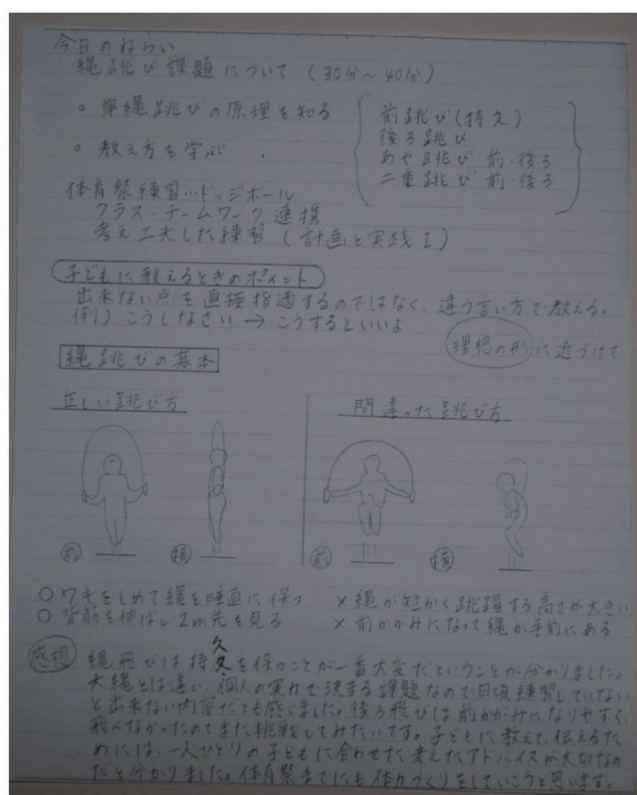 今日のねらい
縄跳び課題について (30分～40分)
○ 単縄跳びの原理を知る
○ 教え方を学ぶ
前跳び(持久)
後ろ跳び
あや跳び 前・後ろ
二重跳び 前・後ろ
体育祭練習…ドッジボール
クラス・チームワーク 連携
考え工夫した練習 (計画と実践 I)
子どもに教えるときのポイント
出来ない点を直接指適するのではなく、違う言い方で教える。
例) こうしなさい → こうするといいよ
理想の形に近づけて
縄跳びの基本
正しい跳び方
間違った跳び方
前 横
前 横
○ ワキをしめて縄を垂直に保つ
○ 背筋を伸ばし2m先を見る
× 縄が短かく跳躍する高さが大きい
× 前かがみになって縄が手前にある
感想
縄飛びは持久を保つことが一番大変だということが分かりました。
大縄とは違い、個人の実力で決まる課題なので日頃練習していない
と出来ない内容だとも感じました。後ろ飛びは前かがみになりやすく、
飛べなかったのでまた挑戦してみたいです。子どもに教えて、伝えるた
めには、一人ひとりの子どもに合わせた考えたアドバイスが大切なの
だと分かりました。体育祭までにも体力づくりをしていこうと思います。